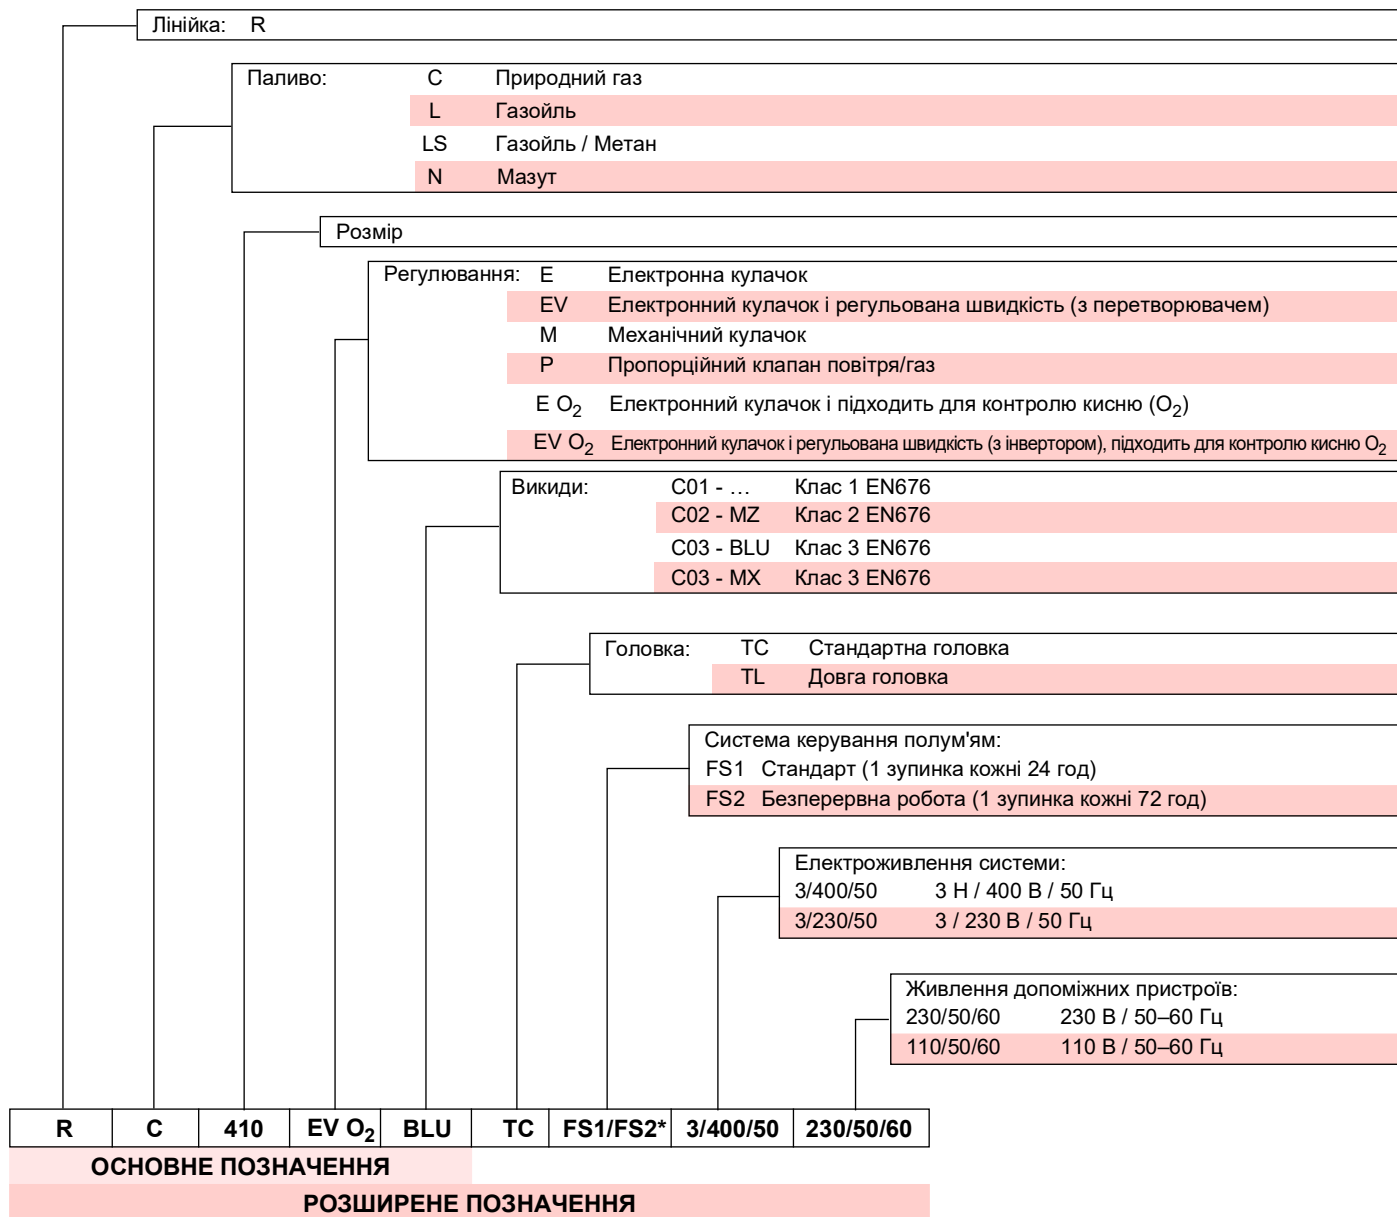 Лінійка: R
Паливо: C Природний газ
L Газойль
LS Газойль / Метан
N Мазут
Розмір
Регулювання: E Електронна кулачок
EV Електронний кулачок і регульована швидкість (з перетворювачем)
M Механічний кулачок
P Пропорційний клапан повітря/газ
E O₂ Електронний кулачок і підходить для контролю кисню (O₂)
EV O₂ Електронний кулачок і регульована швидкість (з інвертором), підходить для контролю кисню O₂
Викиди: C01 - … Клас 1 EN676
C02 - MZ Клас 2 EN676
C03 - BLU Клас 3 EN676
C03 - MX Клас 3 EN676
Головка: TC Стандартна головка
TL Довга головка
Система керування полум'ям:
FS1 Стандарт (1 зупинка кожні 24 год)
FS2 Безперервна робота (1 зупинка кожні 72 год)
Електроживлення системи:
3/400/50 3 Н / 400 В / 50 Гц
3/230/50 3 / 230 В / 50 Гц
Живлення допоміжних пристроїв:
230/50/60 230 В / 50–60 Гц
110/50/60 110 В / 50–60 Гц
R C 410 EV O₂ BLU TC FS1/FS2* 3/400/50 230/50/60
ОСНОВНЕ ПОЗНАЧЕННЯ
РОЗШИРЕНЕ ПОЗНАЧЕННЯ